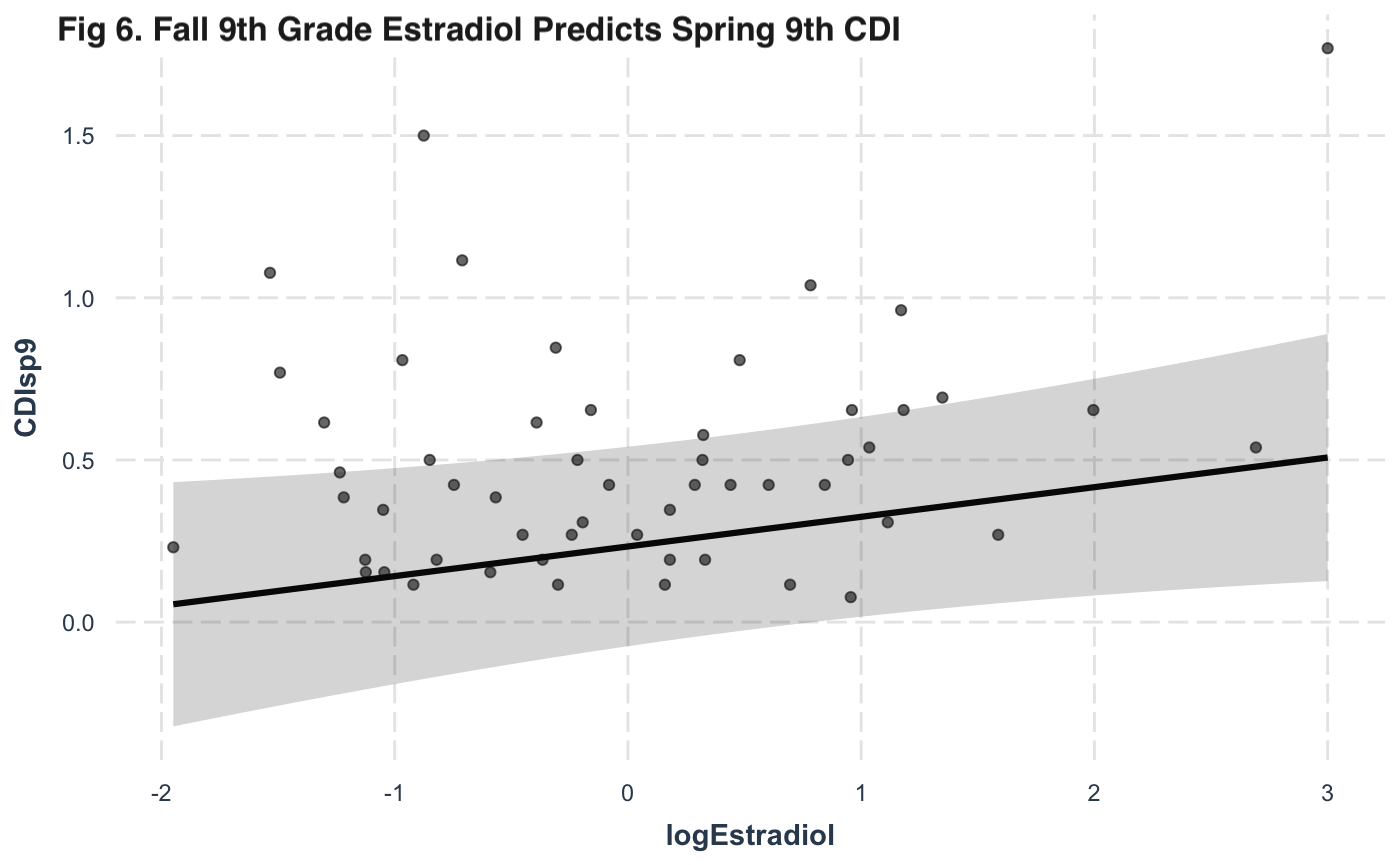 Fig 6. Fall 9th Grade Estradiol Predicts Spring 9th CDI
1.5
1.0
0.5
0.0
CDIsp9
-2 -1 0 1 2 3
logEstradiol